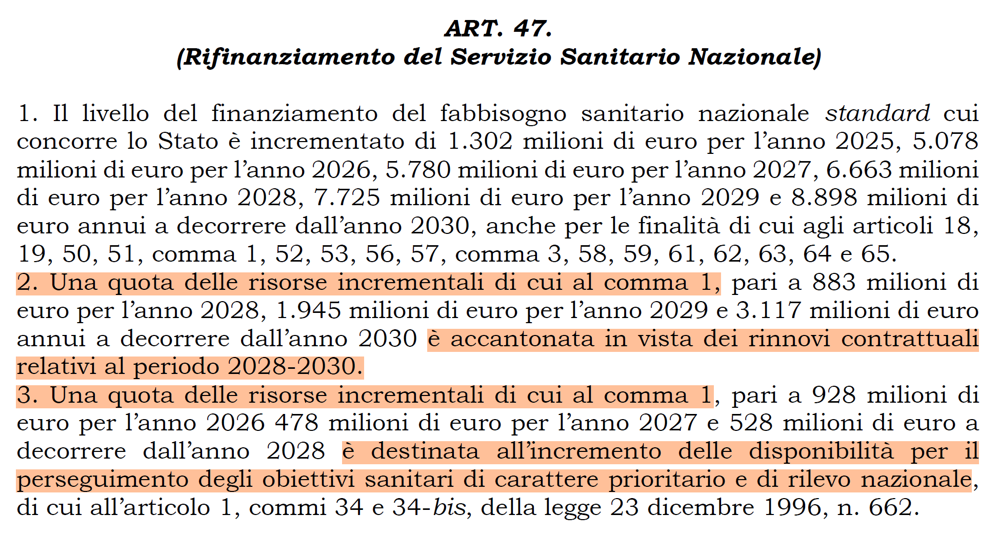 ART. 47.
(Rifinanziamento del Servizio Sanitario Nazionale)
1. Il livello del finanziamento del fabbisogno sanitario nazionale standard cui
concorre lo Stato è incrementato di 1.302 milioni di euro per l’anno 2025, 5.078
milioni di euro per l’anno 2026, 5.780 milioni di euro per l’anno 2027, 6.663 milioni
di euro per l’anno 2028, 7.725 milioni di euro per l’anno 2029 e 8.898 milioni di
euro annui a decorrere dall’anno 2030, anche per le finalità di cui agli articoli 18,
19, 50, 51, comma 1, 52, 53, 56, 57, comma 3, 58, 59, 61, 62, 63, 64 e 65.
2. Una quota delle risorse incrementali di cui al comma 1, pari a 883 milioni di
euro per l’anno 2028, 1.945 milioni di euro per l’anno 2029 e 3.117 milioni di euro
annui a decorrere dall’anno 2030 è accantonata in vista dei rinnovi contrattuali
relativi al periodo 2028-2030.
3. Una quota delle risorse incrementali di cui al comma 1, pari a 928 milioni di
euro per l’anno 2026 478 milioni di euro per l’anno 2027 e 528 milioni di euro a
decorrere dall’anno 2028 è destinata all’incremento delle disponibilità per il
perseguimento degli obiettivi sanitari di carattere prioritario e di rilevo nazionale,
di cui all’articolo 1, commi 34 e 34-bis, della legge 23 dicembre 1996, n. 662.